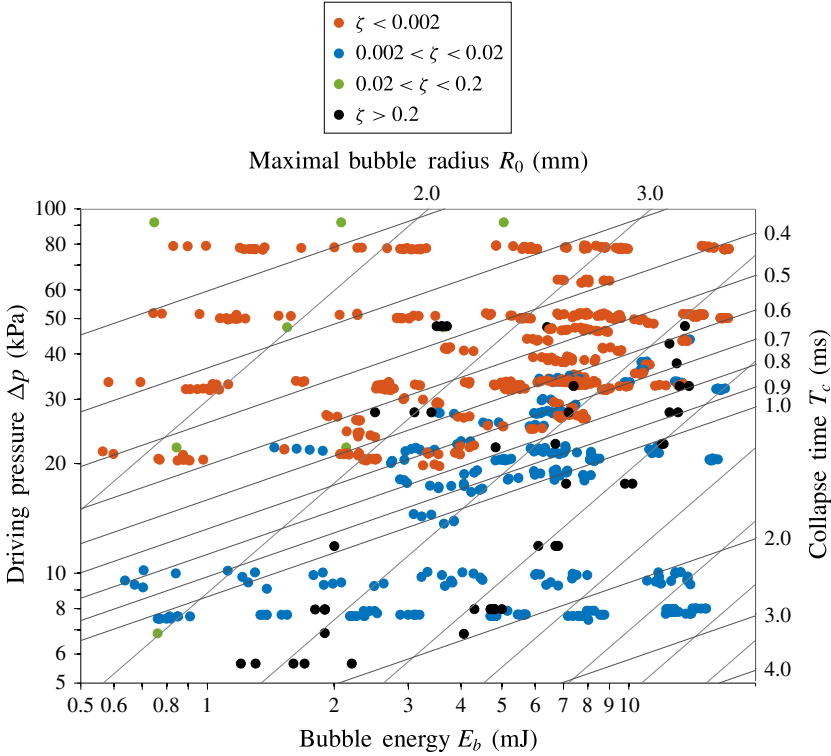 ζ < 0.002
0.002 < ζ < 0.02
0.02 < ζ < 0.2
ζ > 0.2
Maximal bubble radius R₀ (mm)
2.0 3.0
100
80
60
50
40
30
20
10
8
6
5
Driving pressure Δp (kPa)
0.4
0.5
0.6
0.7
0.8
0.9
1.0
2.0
3.0
4.0
Collapse time T_c (ms)
0.5 0.6 0.8 1 2 3 4 5 6 7 8 9 10
Bubble energy E_b (mJ)